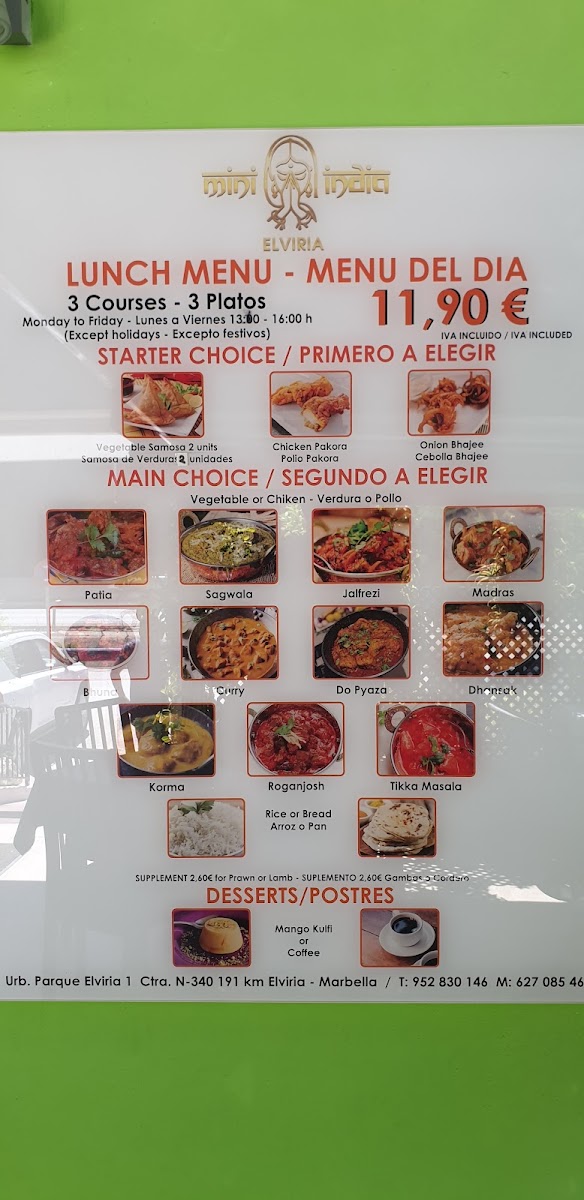 mini india
ELVIRIA
LUNCH MENU - MENU DEL DIA
3 Courses - 3 Platos
11,90 €
Monday to Friday - Lunes a Viernes 13:00 - 16:00 h
(Except holidays - Excepto festivos)
IVA INCLUIDO / IVA INCLUDED
STARTER CHOICE / PRIMERO A ELEGIR
Vegetable Samosa 2 units
Samosa de Verduras 2 unidades
Chicken Pakora
Pollo Pakora
Onion Bhajee
Cebolla Bhajee
MAIN CHOICE / SEGUNDO A ELEGIR
Vegetable or Chiken - Verdura o Pollo
Patia
Sagwala
Jalfrezi
Madras
Bhuna
Curry
Do Pyaza
Dhansak
Korma
Roganjosh
Tikka Masala
Rice or Bread
Arroz o Pan
SUPPLEMENT 2,60€ for Prawn or Lamb - SUPLEMENTO 2,60€ Gambas o Cordero
DESSERTS/POSTRES
Mango Kulfi
or
Coffee
Urb. Parque Elviria 1 Ctra. N-340 191 km Elviria - Marbella / T: 952 830 146 M: 627 085 46